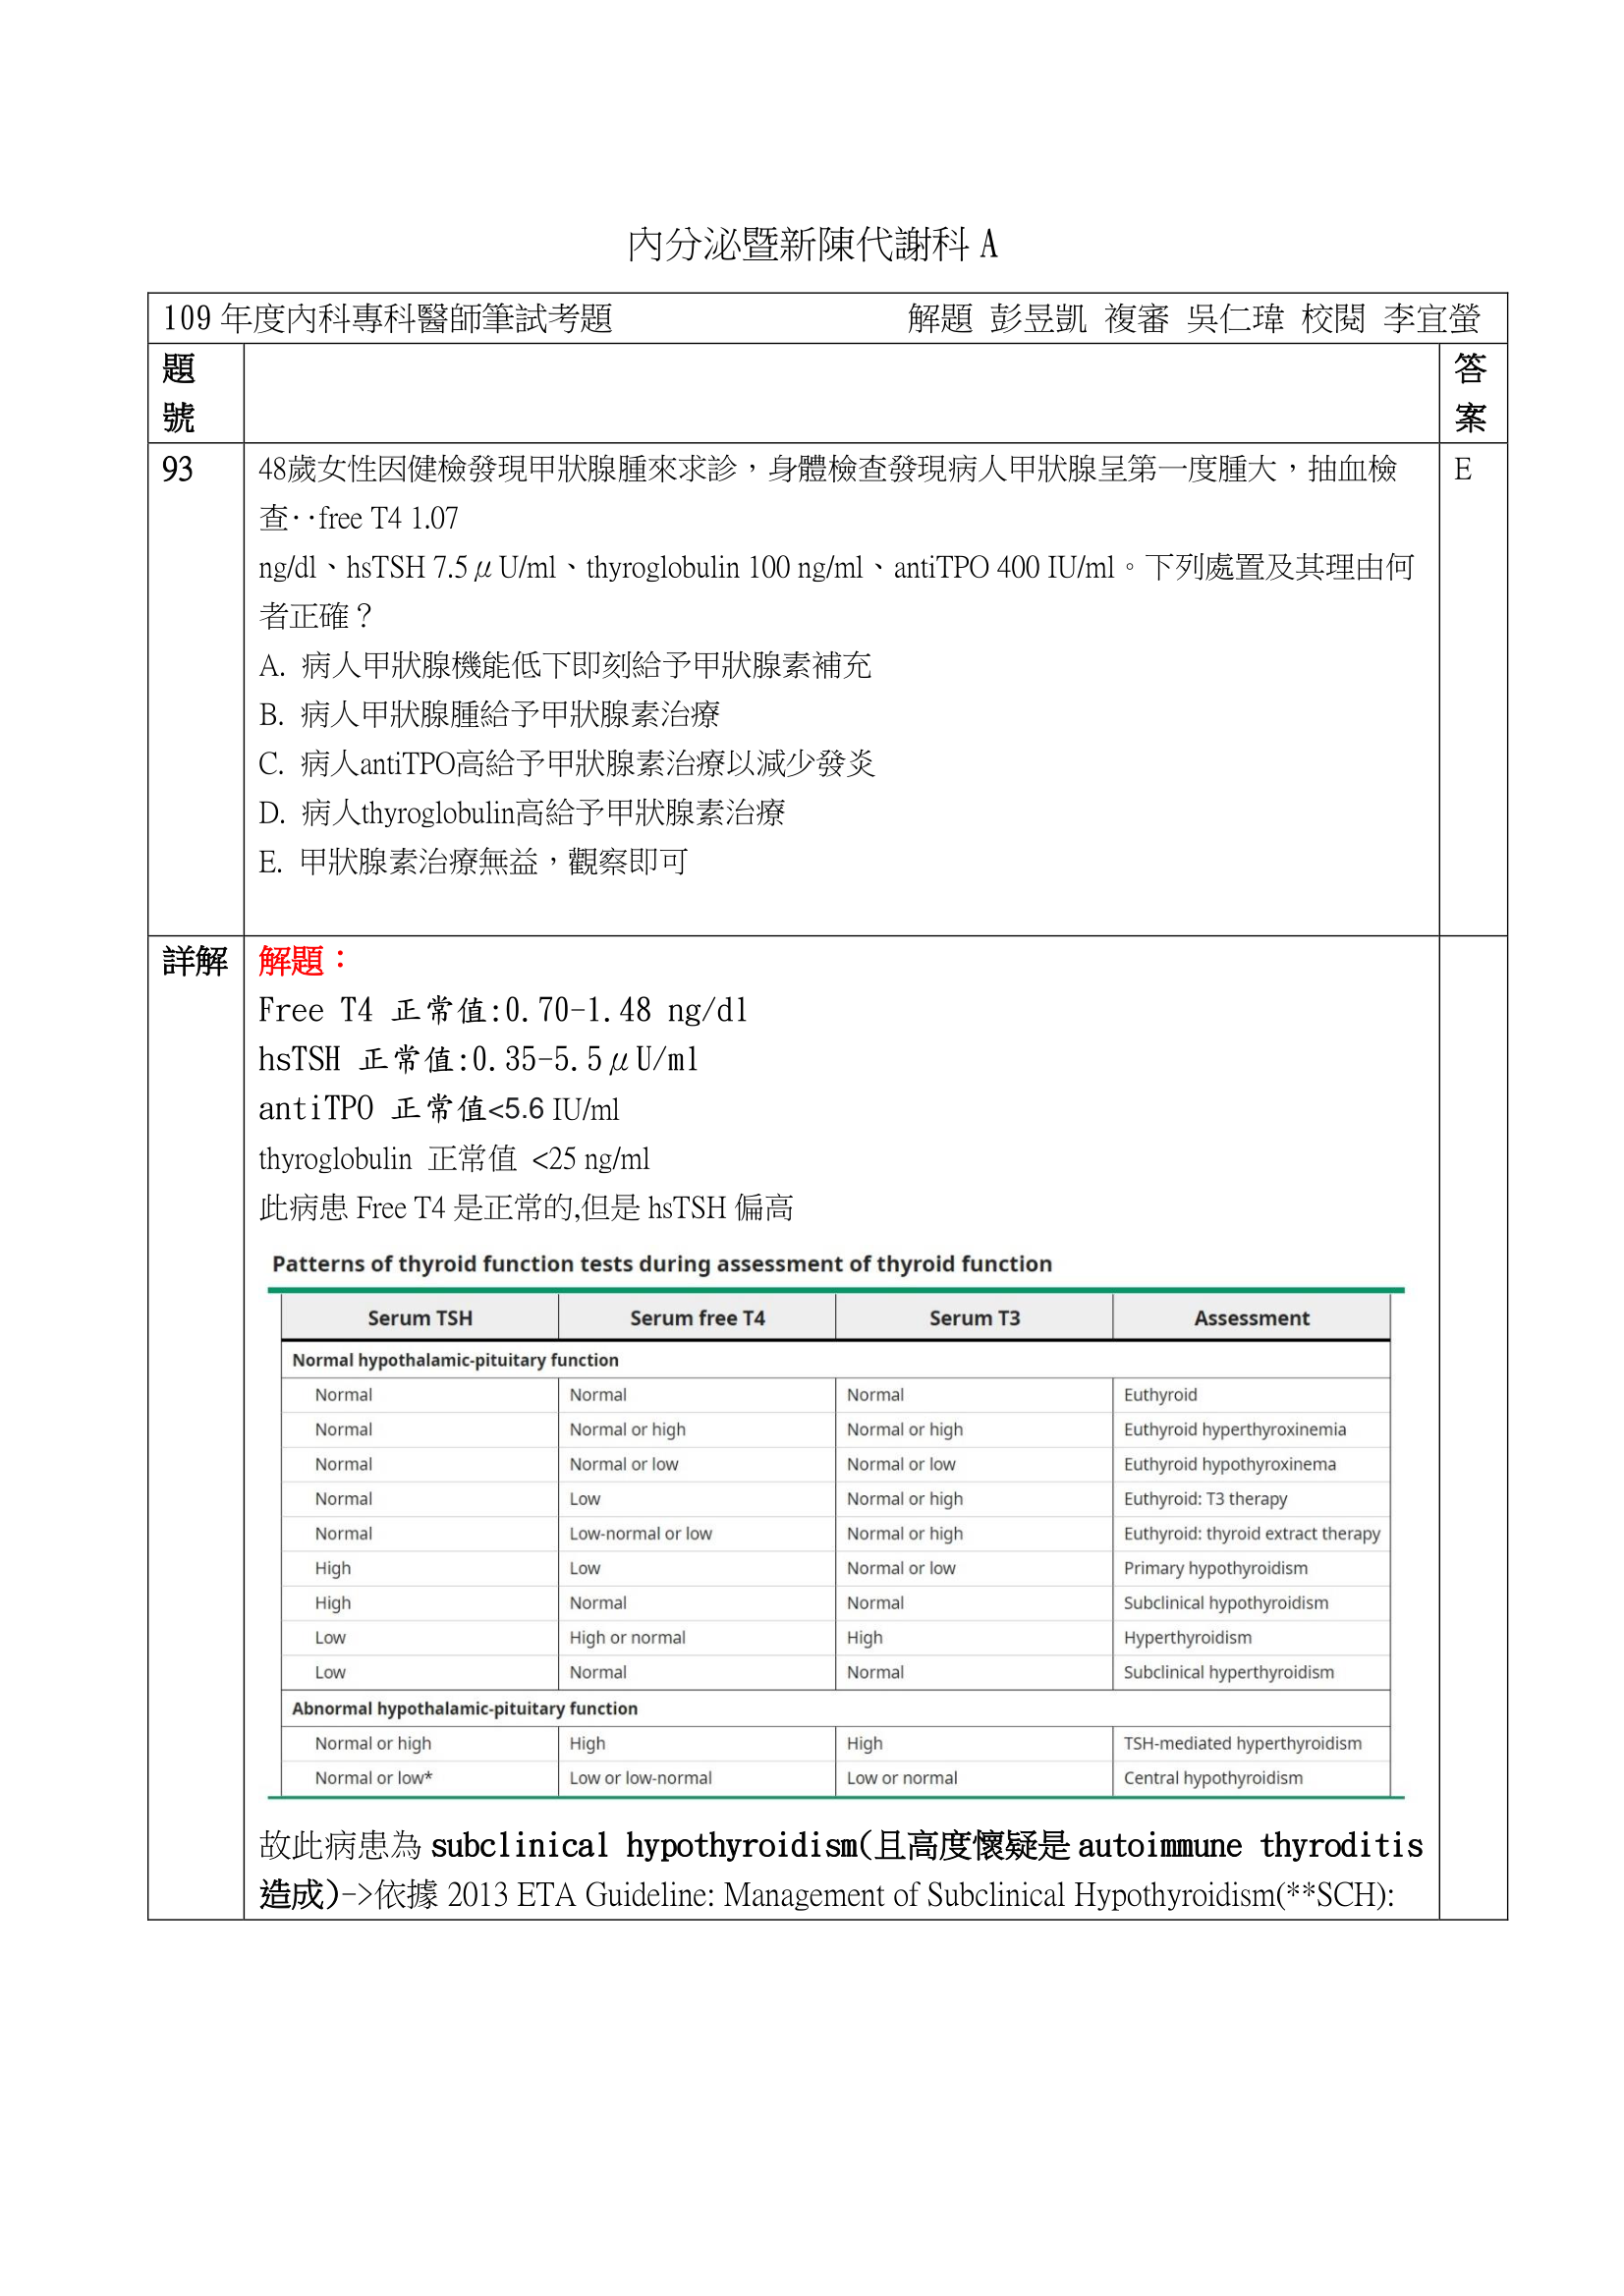 內分泌暨新陳代謝科 A
109 年度內科專科醫師筆試考題 解題 彭昱凱 複審 吳仁瑋 校閱 李宜螢
題號
答案
93
48歲女性因健檢發現甲狀腺腫來求診，身體檢查發現病人甲狀腺呈第一度腫大，抽血檢
查‥free T4 1.07
ng/dl、hsTSH 7.5μU/ml、thyroglobulin 100 ng/ml、antiTPO 400 IU/ml。下列處置及其理由何
者正確？
A. 病人甲狀腺機能低下即刻給予甲狀腺素補充
B. 病人甲狀腺腫給予甲狀腺素治療
C. 病人antiTPO高給予甲狀腺素治療以減少發炎
D. 病人thyroglobulin高給予甲狀腺素治療
E. 甲狀腺素治療無益，觀察即可
E
詳解
解題：
Free T4 正常值:0.70-1.48 ng/dl
hsTSH 正常值:0.35-5.5μU/ml
antiTPO 正常值<5.6 IU/ml
thyroglobulin 正常值 <25 ng/ml
此病患 Free T4 是正常的,但是 hsTSH 偏高
Patterns of thyroid function tests during assessment of thyroid function
Serum TSH Serum free T4 Serum T3 Assessment
Normal hypothalamic-pituitary function
Normal Normal Normal Euthyroid
Normal Normal or high Normal or high Euthyroid hyperthyroxinemia
Normal Normal or low Normal or low Euthyroid hypothyroxinema
Normal Low Normal or high Euthyroid: T3 therapy
Normal Low-normal or low Normal or high Euthyroid: thyroid extract therapy
High Low Normal or low Primary hypothyroidism
High Normal Normal Subclinical hypothyroidism
Low High or normal High Hyperthyroidism
Low Normal Normal Subclinical hyperthyroidism
Abnormal hypothalamic-pituitary function
Normal or high High High TSH-mediated hyperthyroidism
Normal or low* Low or low-normal Low or normal Central hypothyroidism
故此病患為 subclinical hypothyroidism(且高度懷疑是 autoimmune thyroditis
造成)->依據 2013 ETA Guideline: Management of Subclinical Hypothyroidism(**SCH):